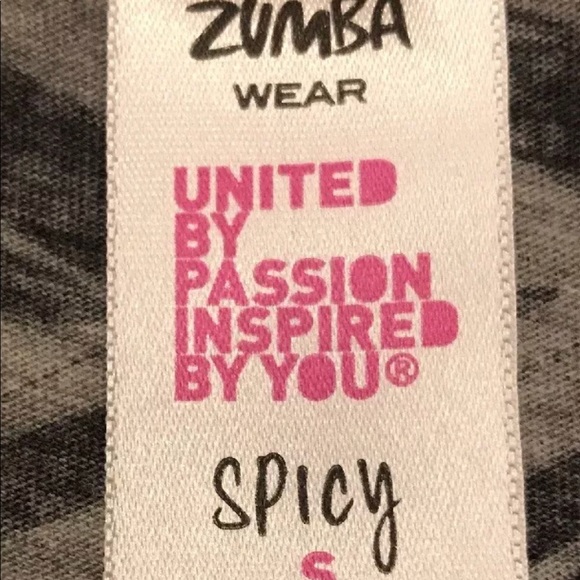 ZUMBA
WEAR
UNITED
BY
PASSION
INSPIRED
BY YOU®
SPICY
S